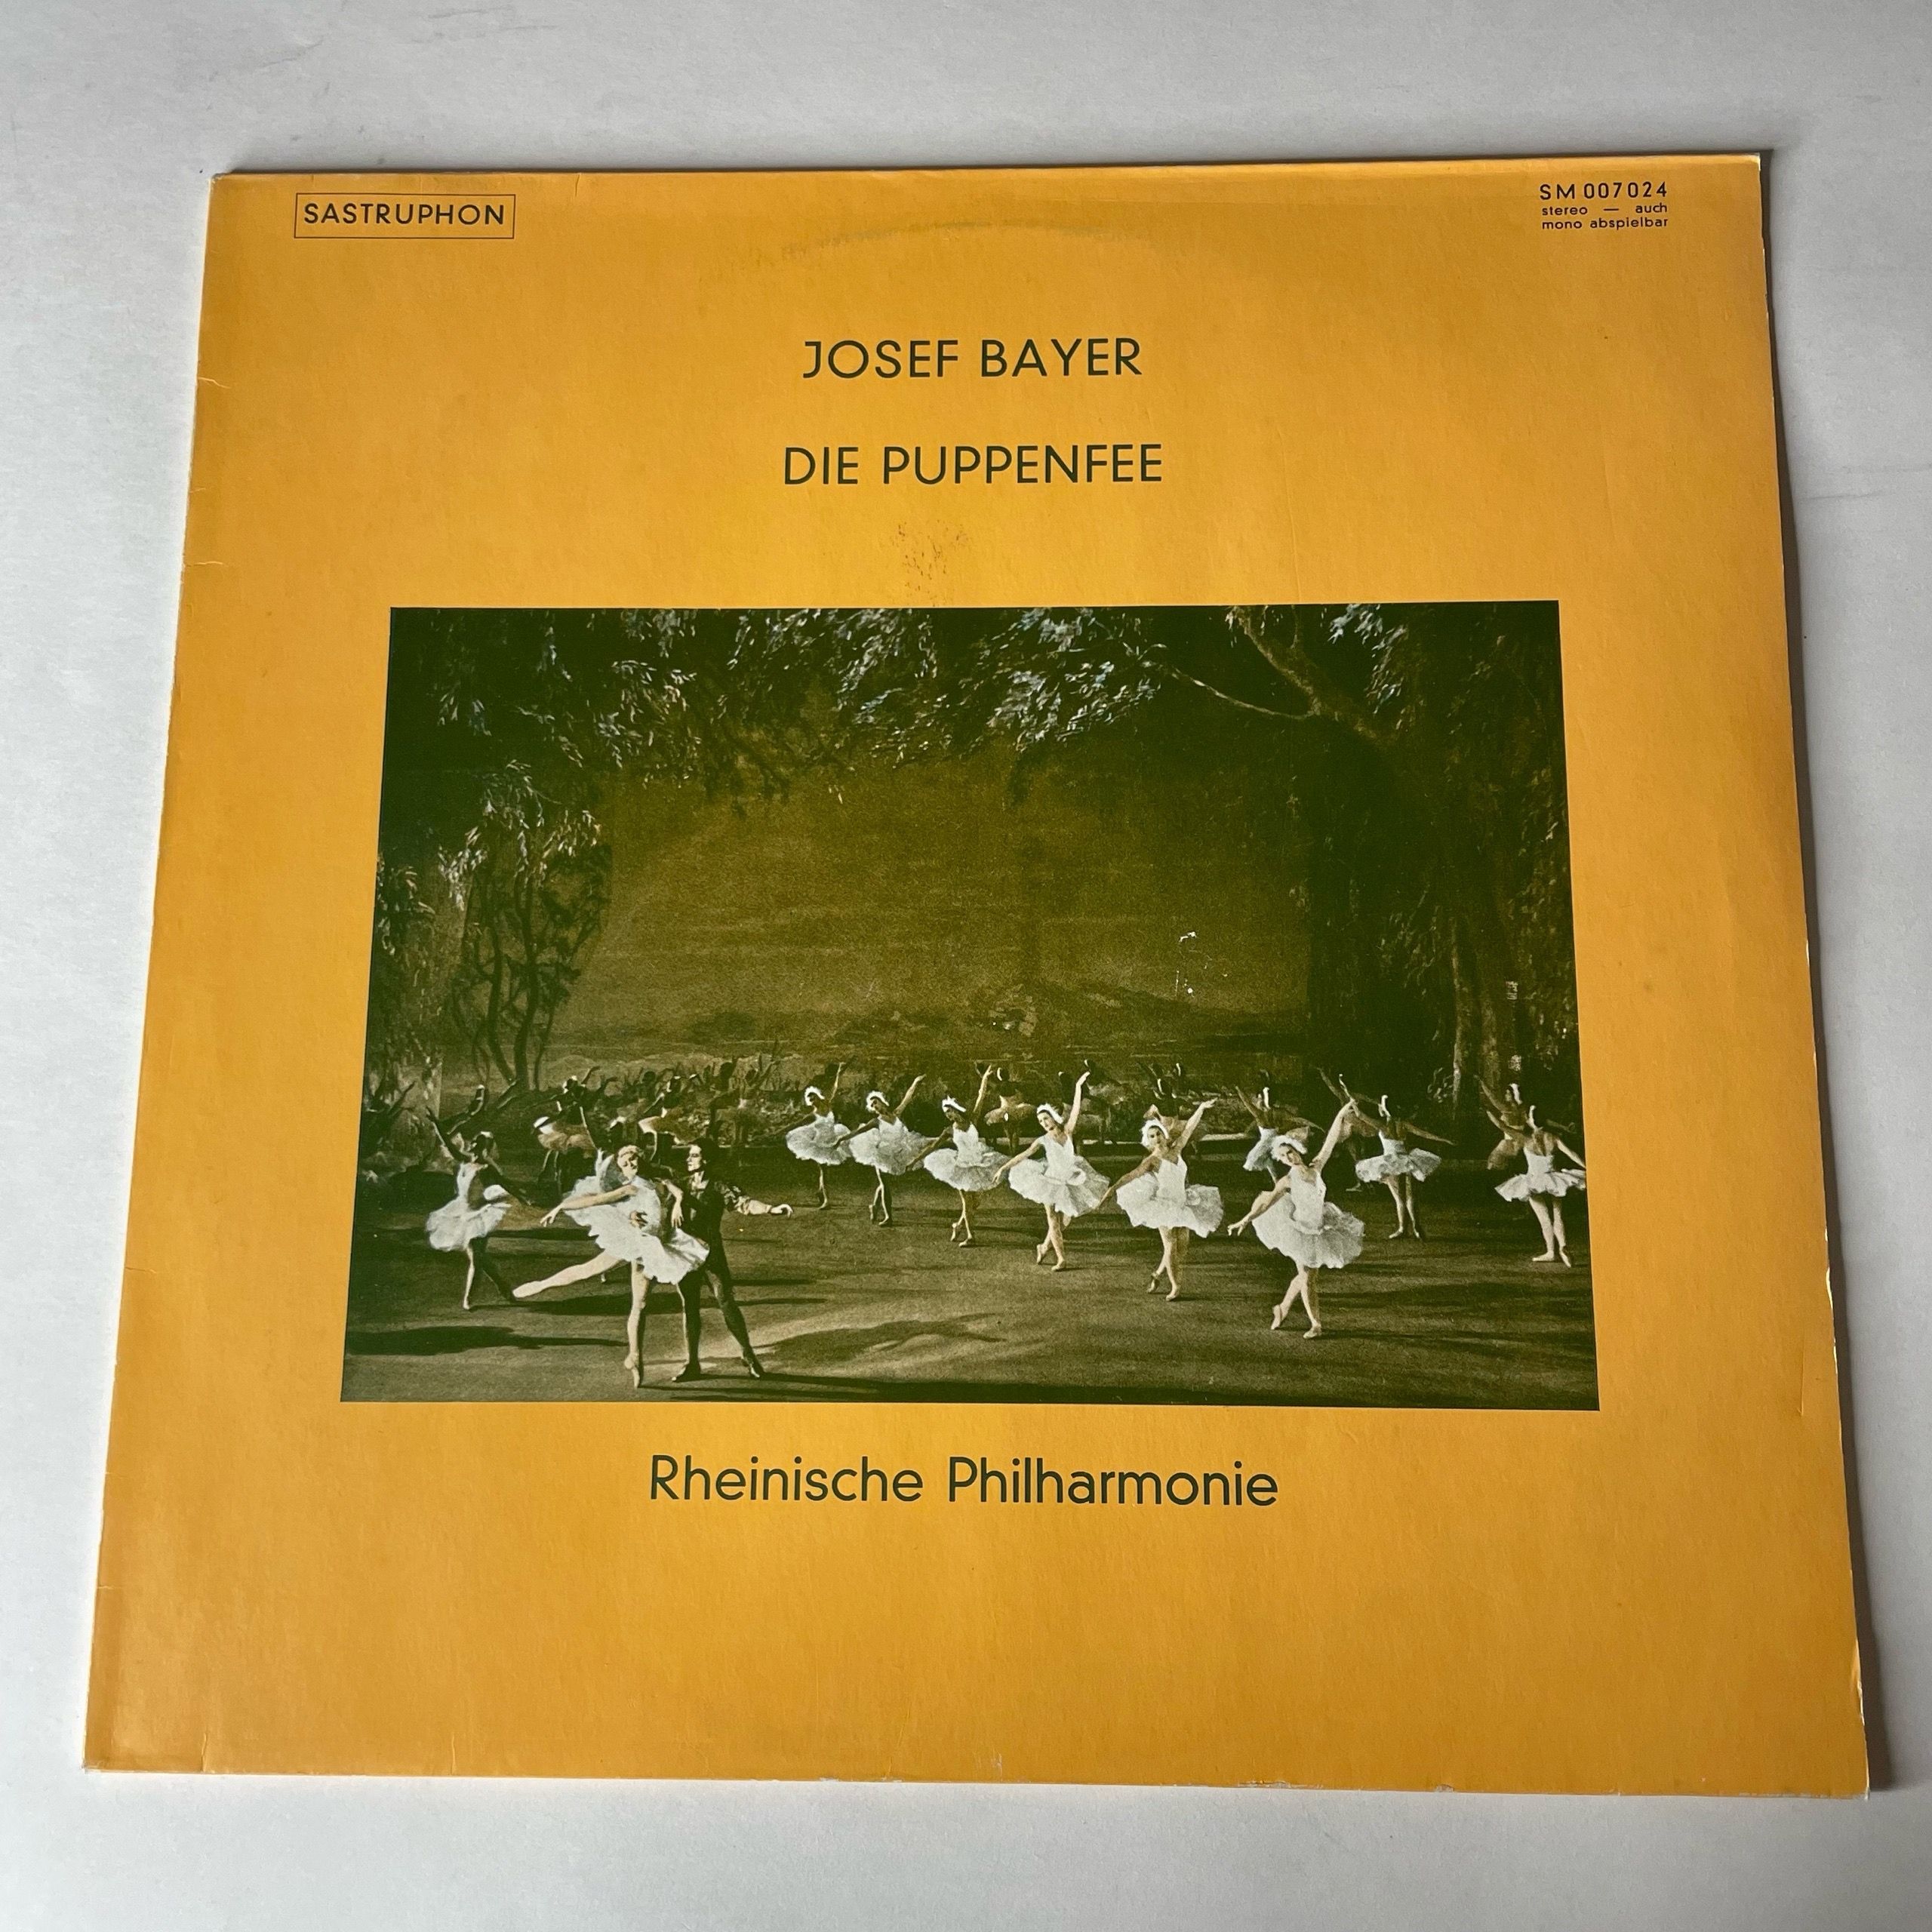 SASTRUPHON
SM 007024
stereo — auch
mono abspielbar
JOSEF BAYER
DIE PUPPENFEE
Rheinische Philharmonie